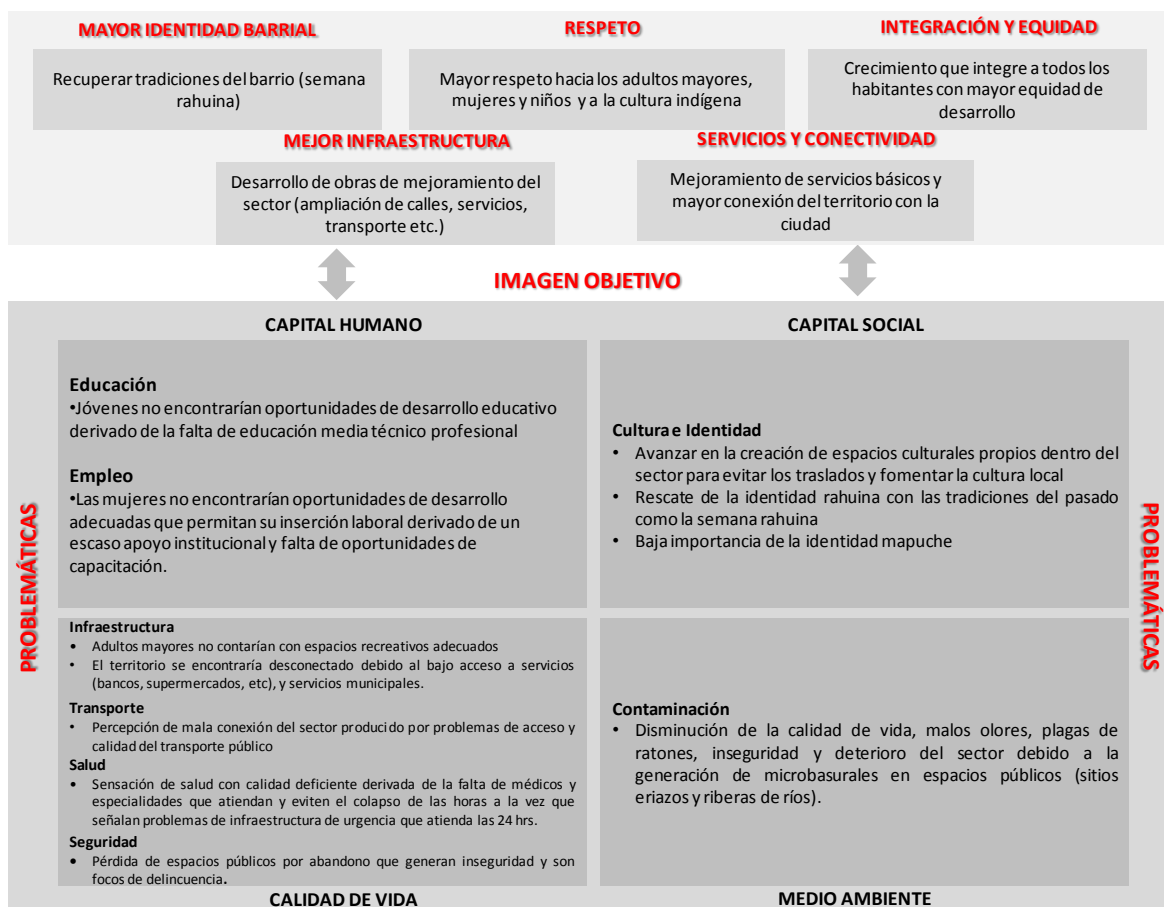 MAYOR IDENTIDAD BARRIAL
Recuperar tradiciones del barrio (semana
rahuina)
RESPETO
Mayor respeto hacia los adultos mayores,
mujeres y niños y a la cultura indígena
INTEGRACIÓN Y EQUIDAD
Crecimiento que integre a todos los
habitantes con mayor equidad de
desarrollo
MEJOR INFRAESTRUCTURA
Desarrollo de obras de mejoramiento del
sector (ampliación de calles, servicios,
transporte etc.)
SERVICIOS Y CONECTIVIDAD
Mejoramiento de servicios básicos y
mayor conexión del territorio con la
ciudad
IMAGEN OBJETIVO
PROBLEMÁTICAS
CAPITAL HUMANO
Educación
•Jóvenes no encontrarían oportunidades de desarrollo educativo
derivado de la falta de educación media técnico profesional
Empleo
•Las mujeres no encontrarían oportunidades de desarrollo
adecuadas que permitan su inserción laboral derivado de un
escaso apoyo institucional y falta de oportunidades de
capacitación.
CAPITAL SOCIAL
Cultura e Identidad
• Avanzar en la creación de espacios culturales propios dentro del
sector para evitar los traslados y fomentar la cultura local
• Rescate de la identidad rahuina con las tradiciones del pasado
como la semana rahuina
• Baja importancia de la identidad mapuche
Infraestructura
• Adultos mayores no contarían con espacios recreativos adecuados
• El territorio se encontraría desconectado debido al bajo acceso a servicios
(bancos, supermercados, etc), y servicios municipales.
Transporte
• Percepción de mala conexión del sector producido por problemas de acceso y
calidad del transporte público
Salud
• Sensación de salud con calidad deficiente derivada de la falta de médicos y
especialidades que atiendan y eviten el colapso de las horas a la vez que
señalan problemas de infraestructura de urgencia que atienda las 24 hrs.
Seguridad
• Pérdida de espacios públicos por abandono que generan inseguridad y son
focos de delincuencia.
CALIDAD DE VIDA
Contaminación
• Disminución de la calidad de vida, malos olores, plagas de
ratones, inseguridad y deterioro del sector debido a la
generación de microbasurales en espacios públicos (sitios
eriazos y riberas de ríos).
MEDIO AMBIENTE
PROBLEMÁTICAS